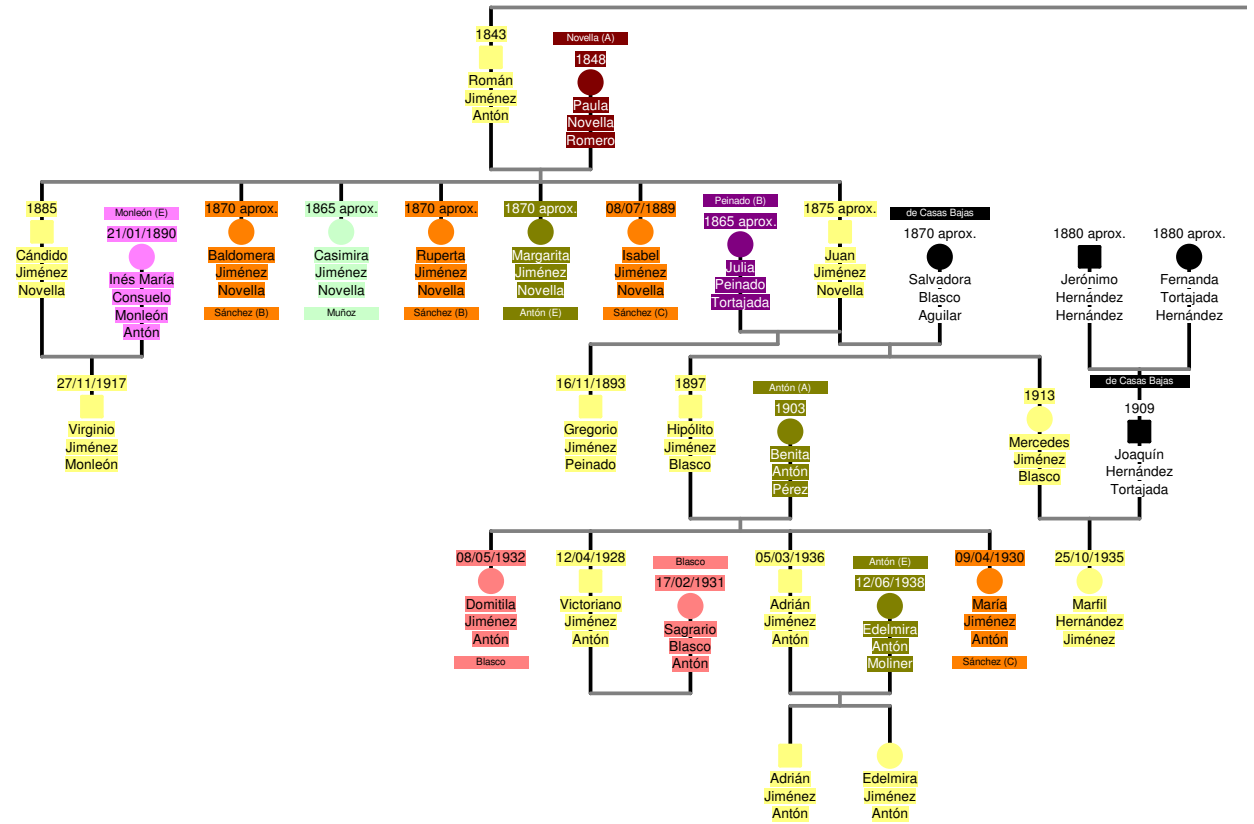 1843
Román
Jiménez
Antón
Novella (A)
1848
Paula
Novella
Romero
1885
Cándido
Jiménez
Novella
Monleón (E)
21/01/1890
Inés María
Consuelo
Monleón
Antón
1870 aprox.
Baldomera
Jiménez
Novella
Sánchez (B)
1865 aprox.
Casimira
Jiménez
Novella
Muñoz
1870 aprox.
Ruperta
Jiménez
Novella
Sánchez (B)
1870 aprox.
Margarita
Jiménez
Novella
Antón (E)
08/07/1889
Isabel
Jiménez
Novella
Sánchez (C)
Peinado (B)
1865 aprox.
Julia
Peinado
Tortajada
1875 aprox.
Juan
Jiménez
Novella
de Casas Bajas
1870 aprox.
Salvadora
Blasco
Aguilar
1880 aprox.
Jerónimo
Hernández
Hernández
1880 aprox.
Fernanda
Tortajada
Hernández
27/11/1917
Virginio
Jiménez
Monleón
16/11/1893
Gregorio
Jiménez
Peinado
1897
Hipólito
Jiménez
Blasco
Antón (A)
1903
Benita
Antón
Pérez
1913
Mercedes
Jiménez
Blasco
de Casas Bajas
1909
Joaquín
Hernández
Tortajada
08/05/1932
Domitila
Jiménez
Antón
Blasco
12/04/1928
Victoriano
Jiménez
Antón
Blasco
17/02/1931
Sagrario
Blasco
Antón
05/03/1936
Adrián
Jiménez
Antón
Antón (E)
12/06/1938
Edelmira
Antón
Moliner
09/04/1930
María
Jiménez
Antón
Sánchez (C)
25/10/1935
Marfil
Hernández
Jiménez
Adrián
Jiménez
Antón
Edelmira
Jiménez
Antón